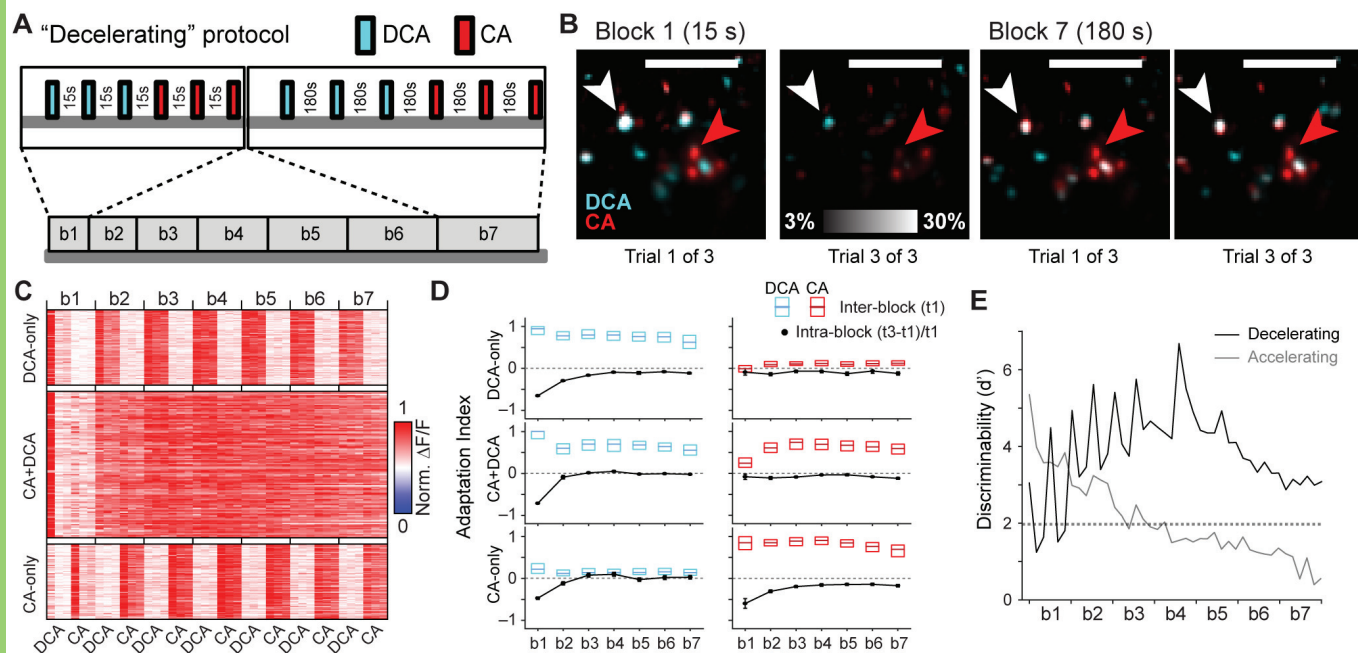 A
"Decelerating" protocol
DCA
CA
15s
15s
15s
15s
15s
180s
180s
180s
180s
180s
b1
b2
b3
b4
b5
b6
b7
B
Block 1 (15 s)
Block 7 (180 s)
DCA
CA
3%
30%
Trial 1 of 3
Trial 3 of 3
Trial 1 of 3
Trial 3 of 3
C
b1 b2 b3 b4 b5 b6 b7
DCA-only
CA+DCA
CA-only
1
0
Norm. ΔF/F
DCA CA DCA CA DCA CA DCA CA DCA CA DCA CA DCA CA
D
DCA CA
Inter-block (t1)
Intra-block (t3-t1)/t1
Adaptation Index
DCA-only
1
0
−1
CA+DCA
1
0
−1
CA-only
1
0
−1
b1 b2 b3 b4 b5 b6 b7
b1 b2 b3 b4 b5 b6 b7
E
Decelerating
Accelerating
Discriminability (d')
6
4
2
0
b1 b2 b3 b4 b5 b6 b7